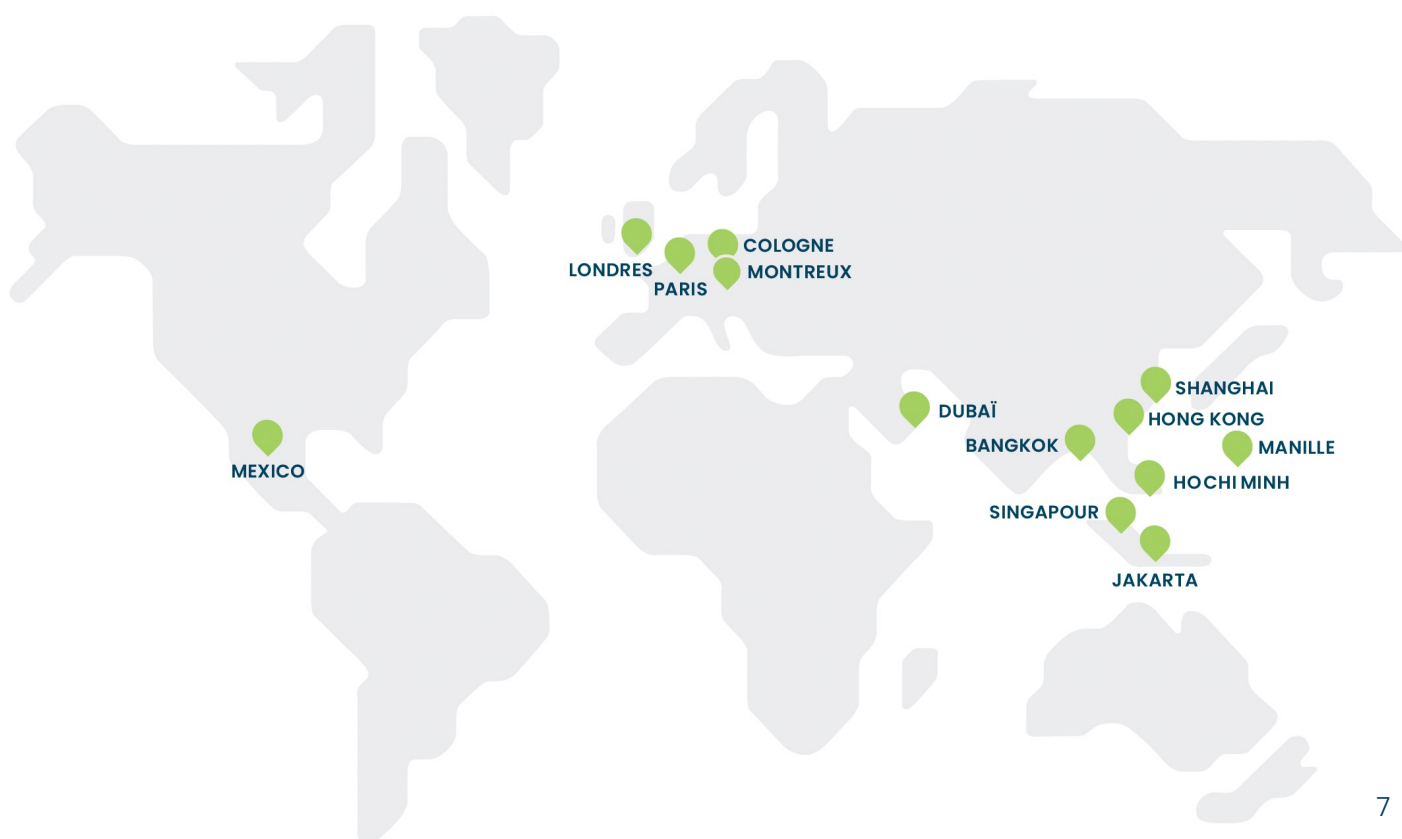 COLOGNE
LONDRES
MONTREUX
PARIS
SHANGHAI
DUBAÏ
HONG KONG
BANGKOK
MANILLE
MEXICO
HO CHI MINH
SINGAPOUR
JAKARTA
7